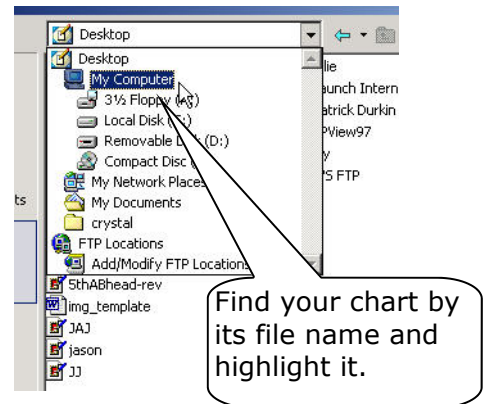 Desktop
Desktop
lie
My Computer
aunch Intern
3½ Floppy (A:)
atrick Durkin
Local Disk (C:)
PView97
Removable Disk (D:)
y
Compact Disc (
'S FTP
My Network Places
ts
My Documents
crystal
FTP Locations
Add/Modify FTP Locations
5thABhead-rev
img_template
JAJ
jason
JJ
Find your chart by
its file name and
highlight it.